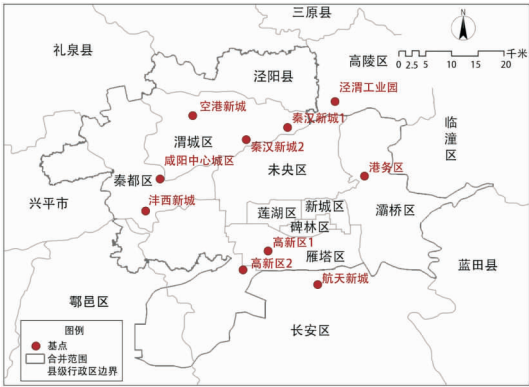 三原县
N
礼泉县
千米
0 2.5 5 10 15 20
高陵区
泾阳县
泾渭工业园
空港新城
秦汉新城1
临潼区
渭城区
秦汉新城2
咸阳中心城区
未央区
港务区
秦都区
兴平市
沣西新城
新城区
莲湖区
灞桥区
碑林区
高新区1
雁塔区
高新区2
蓝田县
航天新城
鄠邑区
长安区
图例
基点
合并范围
县级行政区边界